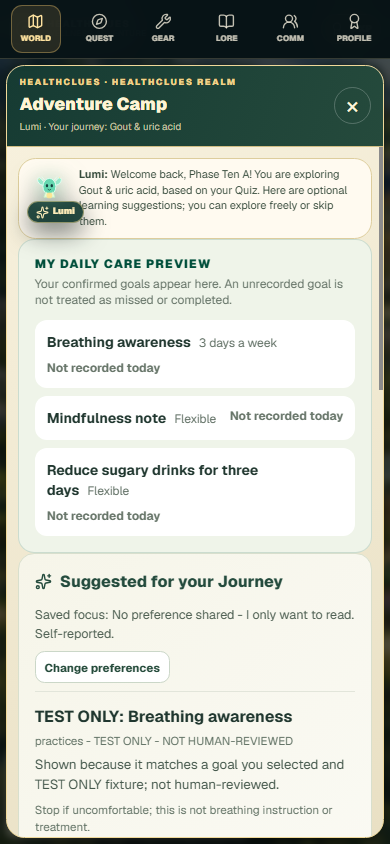 WORLD QUEST GEAR LORE COMM PROFILE
HEALTHCLUES · HEALTHCLUES REALM
Adventure Camp
Lumi · Your journey: Gout & uric acid
×
Lumi: Welcome back, Phase Ten A! You are exploring
Gout & uric acid, based on your Quiz. Here are optional
learning suggestions; you can explore freely or skip
them.
Lumi
MY DAILY CARE PREVIEW
Your confirmed goals appear here. An unrecorded goal is
not treated as missed or completed.
Breathing awareness 3 days a week
Not recorded today
Mindfulness note Flexible Not recorded today
Reduce sugary drinks for three
days Flexible
Not recorded today
Suggested for your Journey
Saved focus: No preference shared - I only want to read.
Self-reported.
Change preferences
TEST ONLY: Breathing awareness
practices - TEST ONLY - NOT HUMAN-REVIEWED
Shown because it matches a goal you selected and
TEST ONLY fixture; not human-reviewed.
Stop if uncomfortable; this is not breathing instruction or
treatment.